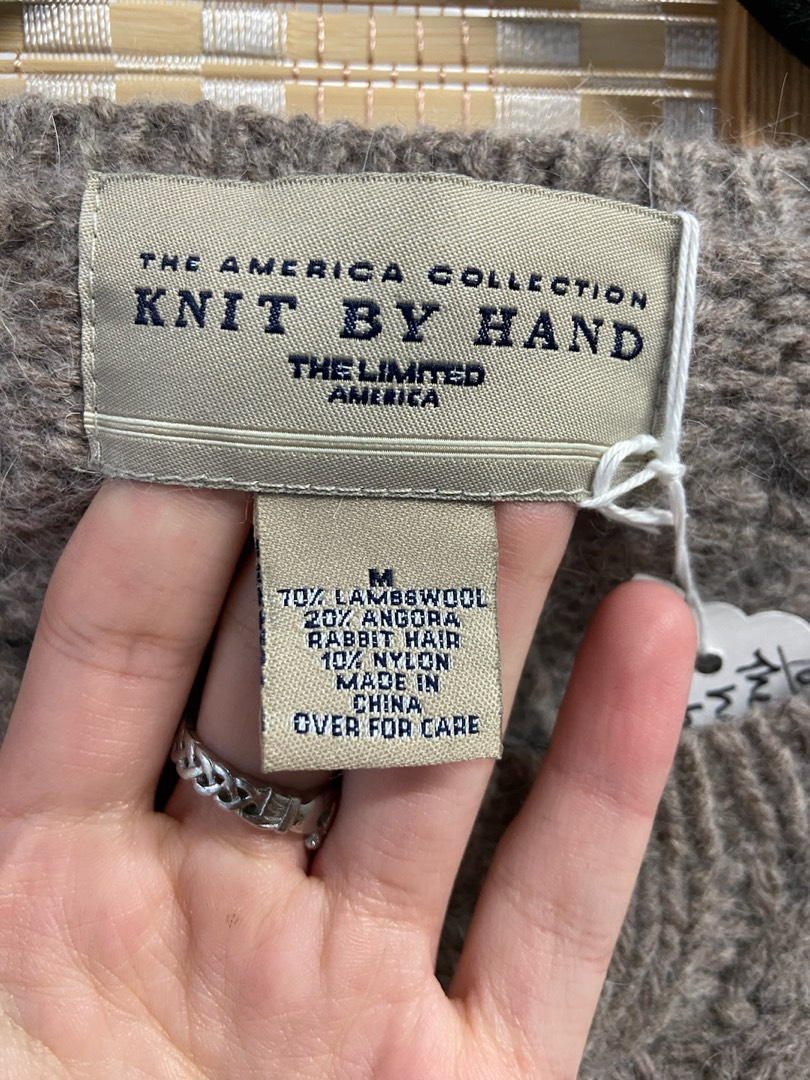 THE AMERICA COLLECTION
KNIT BY HAND
THE LIMITED
AMERICA
M
70% LAMBSWOOL
20% ANGORA
RABBIT HAIR
10% NYLON
MADE IN
CHINA
OVER FOR CARE